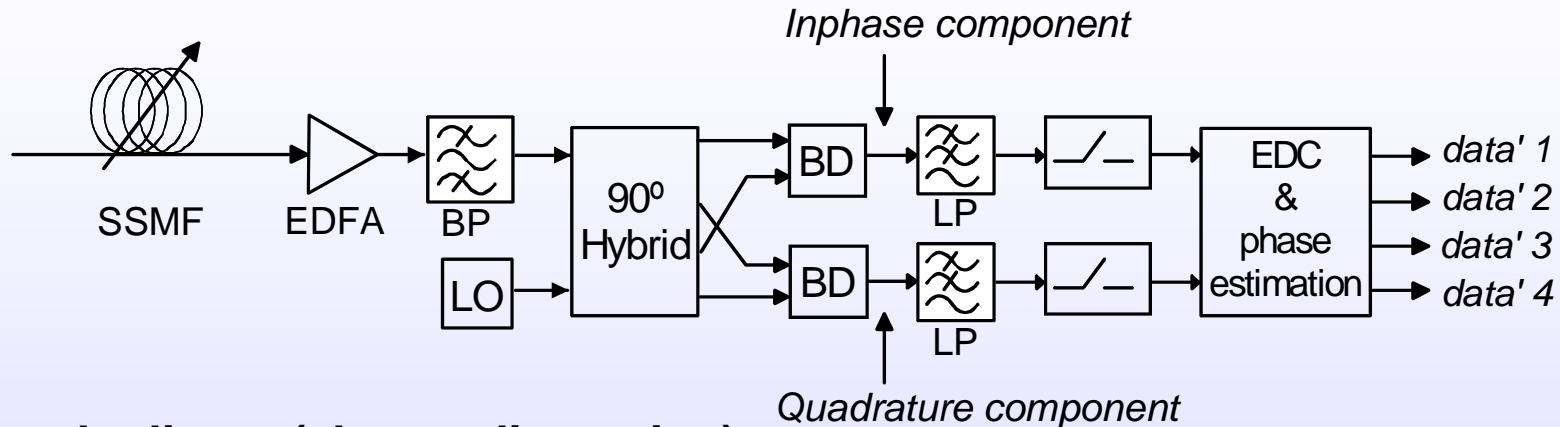 Inphase component
SSMF
EDFA
BP
LO
90º
Hybrid
BD
BD
LP
LP
EDC
&
phase
estimation
data' 1
data' 2
data' 3
data' 4
Quadrature component